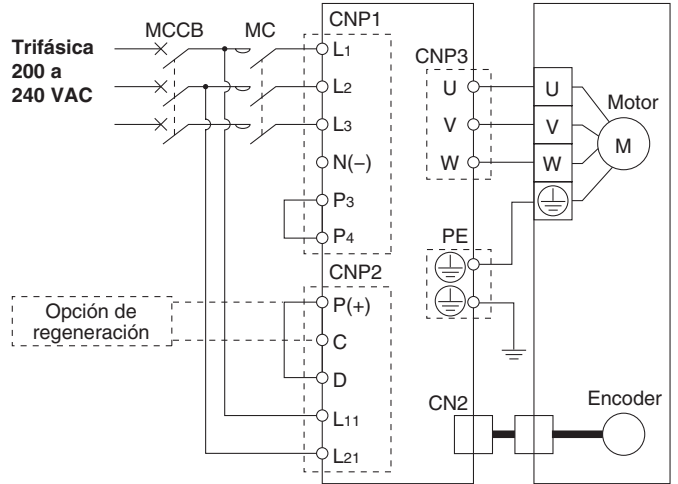 Trifásica
200 a
240 VAC
MCCB
MC
CNP1
L1
L2
L3
N(−)
P3
P4
CNP2
P(+)
C
D
L11
L21
Opción de
regeneración
CNP3
U
V
W
PE
CN2
U
V
W
Motor
M
Encoder